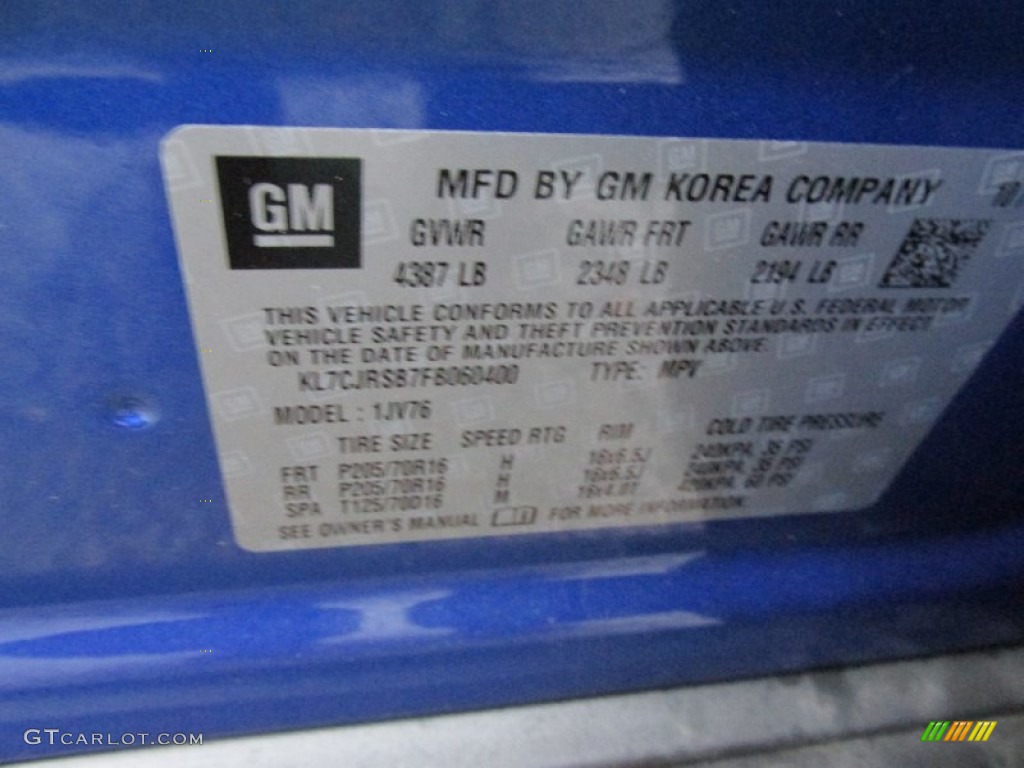 GM
MFD BY GM KOREA COMPANY 10
GVWR GAWR FRT GAWR RR
4387 LB 2348 LB 2194 LB
THIS VEHICLE CONFORMS TO ALL APPLICABLE U.S. FEDERAL MOTOR
VEHICLE SAFETY AND THEFT PREVENTION STANDARDS IN EFFECT
ON THE DATE OF MANUFACTURE SHOWN ABOVE.
KL7CJRSB7FB060400 TYPE: MPV
MODEL : 1JV76
TIRE SIZE SPEED RTG RIM COLD TIRE PRESSURE
FRT P205/70R16 H 16x6.5J 240KPA, 35 PSI
RR P205/70R16 H 16x6.5J 240KPA, 35 PSI
SPA T125/70D16 M 16x4.0T 420KPA, 60 PSI
SEE OWNER'S MANUAL FOR MORE INFORMATION.
GTCARLOT.COM